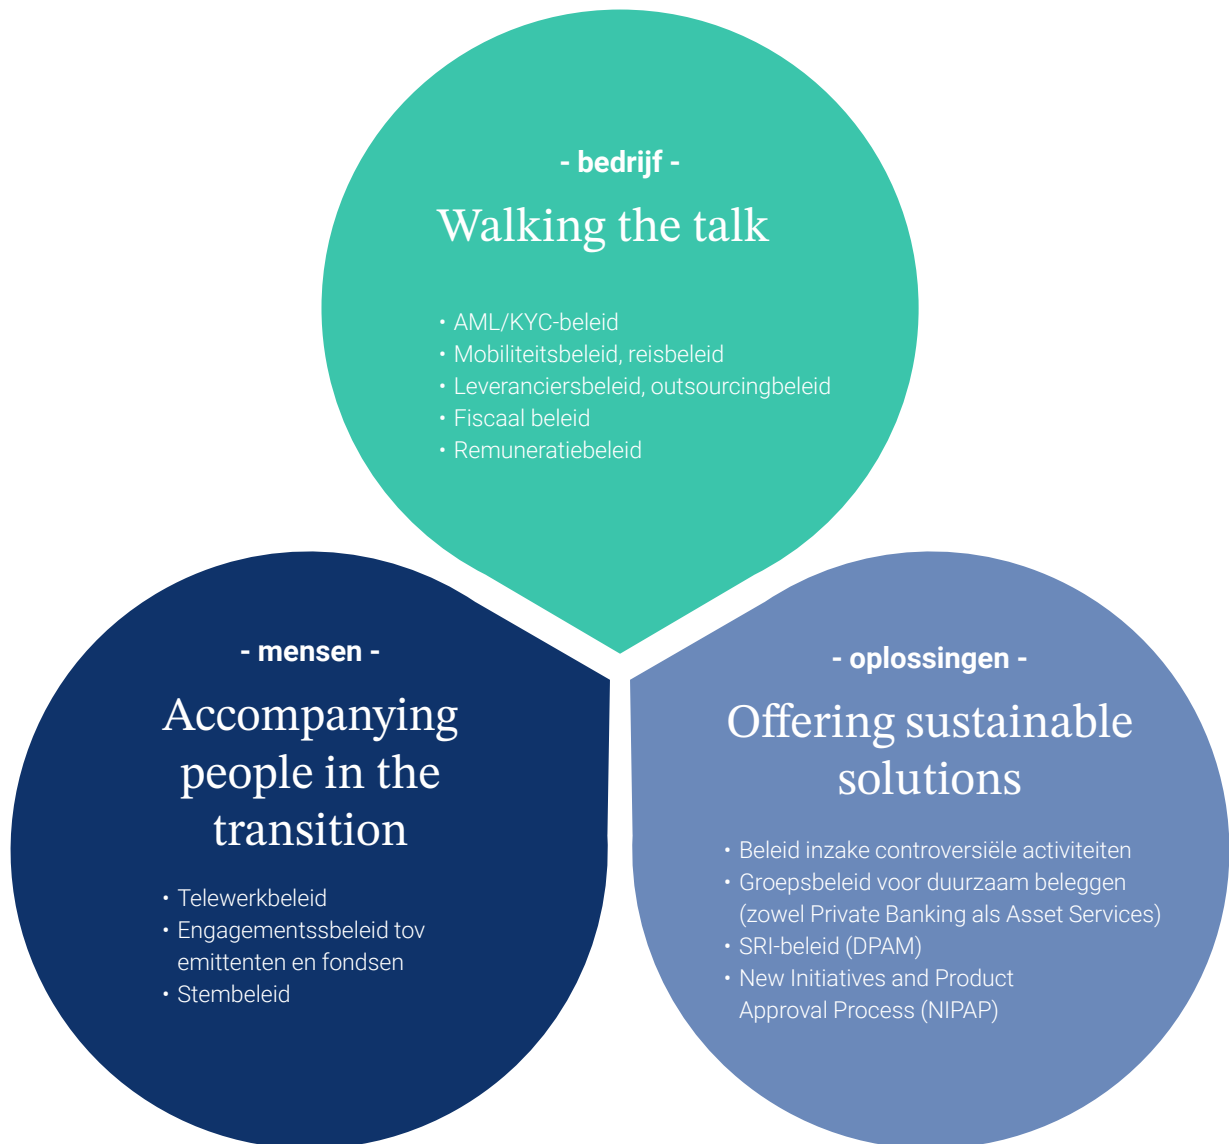 - bedrijf -
Walking the talk
• AML/KYC-beleid
• Mobiliteitsbeleid, reisbeleid
• Leveranciersbeleid, outsourcingbeleid
• Fiscaal beleid
• Remuneratiebeleid
- mensen -
Accompanying
people in the
transition
• Telewerkbeleid
• Engagementssbeleid tov
emittenten en fondsen
• Stembeleid
- oplossingen -
Offering sustainable
solutions
• Beleid inzake controversiële activiteiten
• Groepsbeleid voor duurzaam beleggen
(zowel Private Banking als Asset Services)
• SRI-beleid (DPAM)
• New Initiatives and Product
Approval Process (NIPAP)